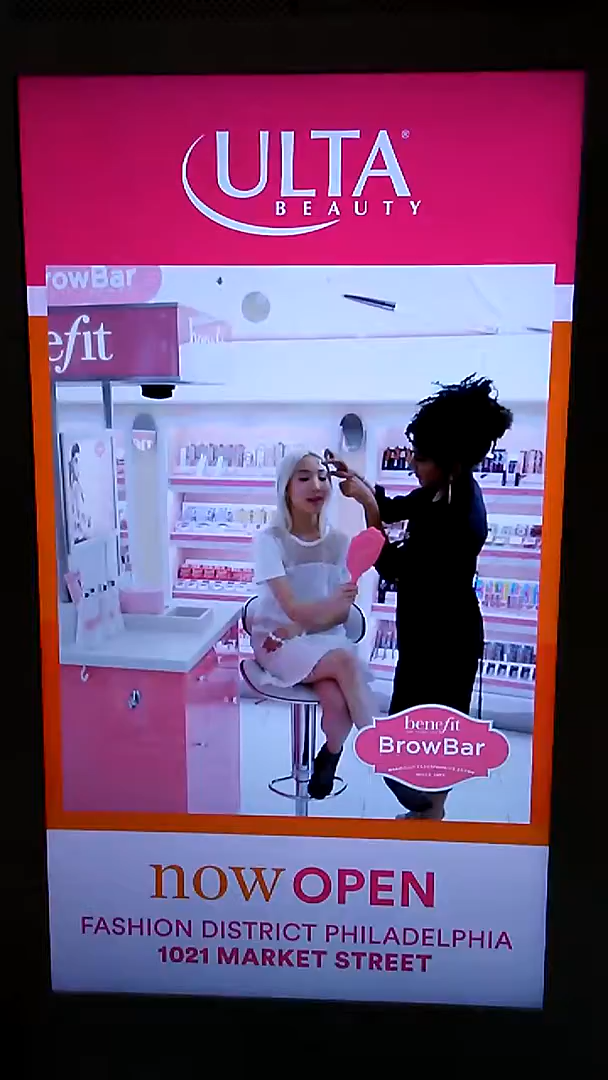 ULTA®
BEAUTY
rowBar
efit
benefit
BrowBar
now OPEN
FASHION DISTRICT PHILADELPHIA
1021 MARKET STREET